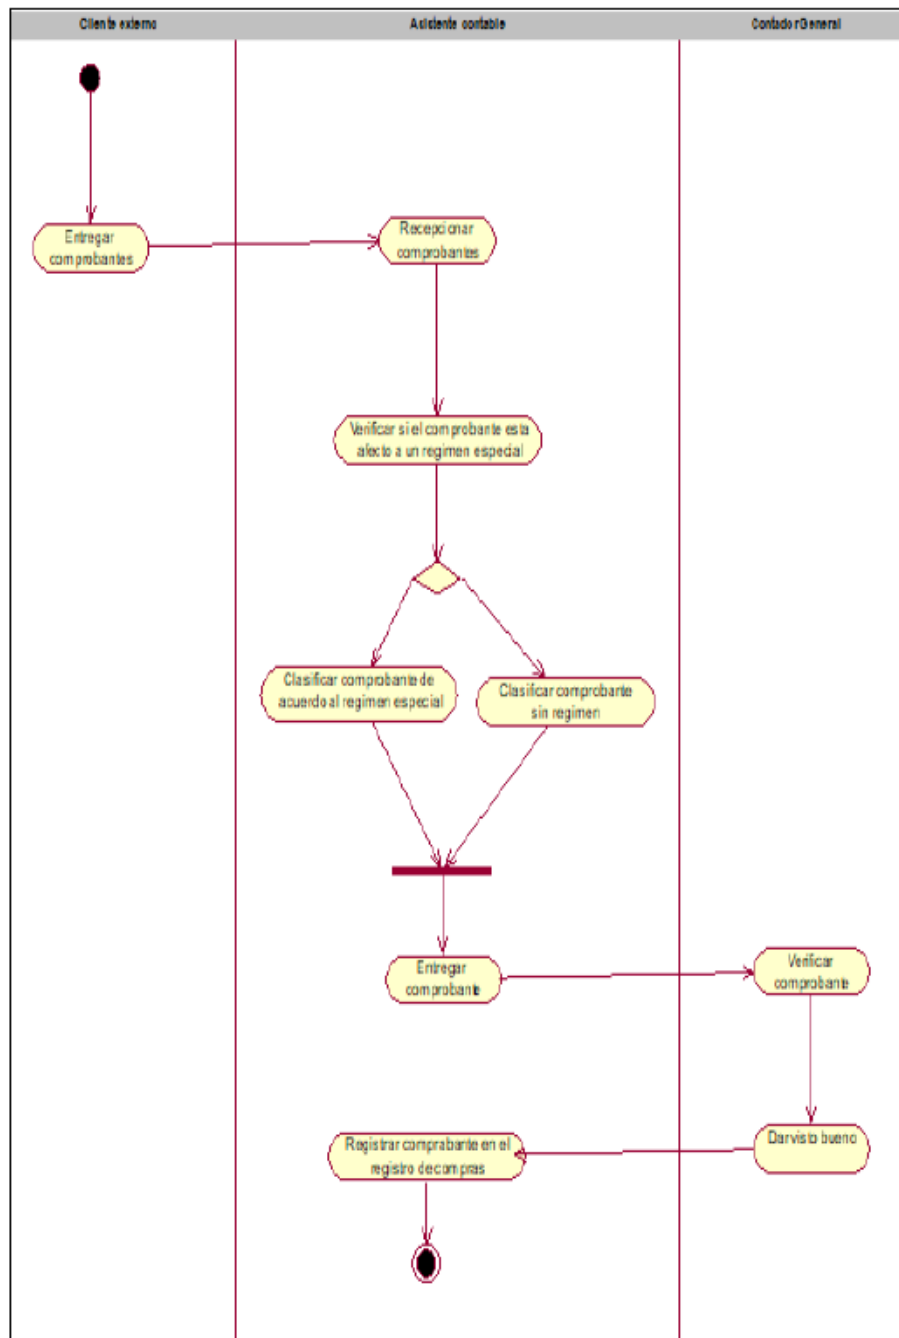 Cliente externo
Asistente contable
Contador General
Entregar
comprobantes
Recepcionar
comprobantes
Verificar si el comprobante esta
afecto a un regimen especial
Clasificar comprobante de
acuerdo al regimen especial
Clasificar comprobante
sin regimen
Entregar
comprobante
Verificar
comprobante
Dar visto bueno
Registrar comprabante en el
registro de compras